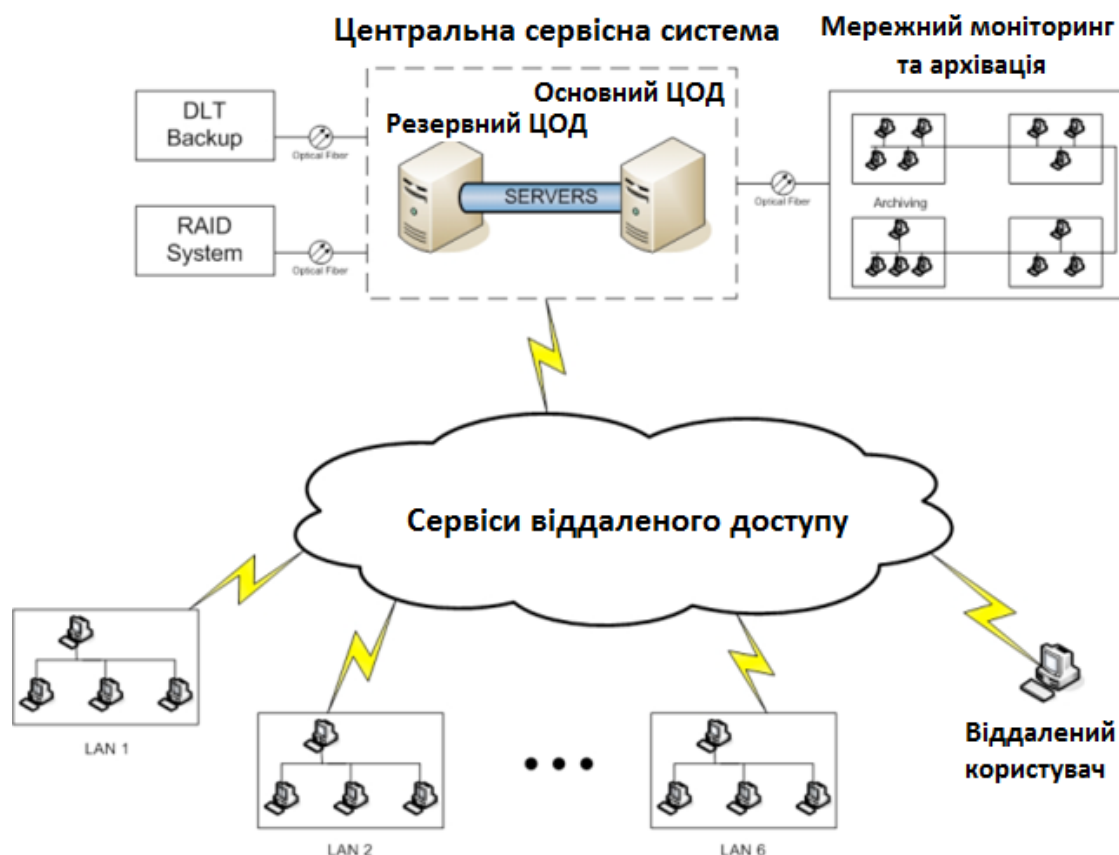 Центральна сервісна система
Мережний моніторинг
та архівація
DLT
Backup
Optical Fiber
RAID
System
Optical Fiber
Основний ЦОД
Резервний ЦОД
SERVERS
Optical Fiber
Archiving
Сервіси віддаленого доступу
LAN 1
LAN 2
• • •
LAN 6
Віддалений
користувач